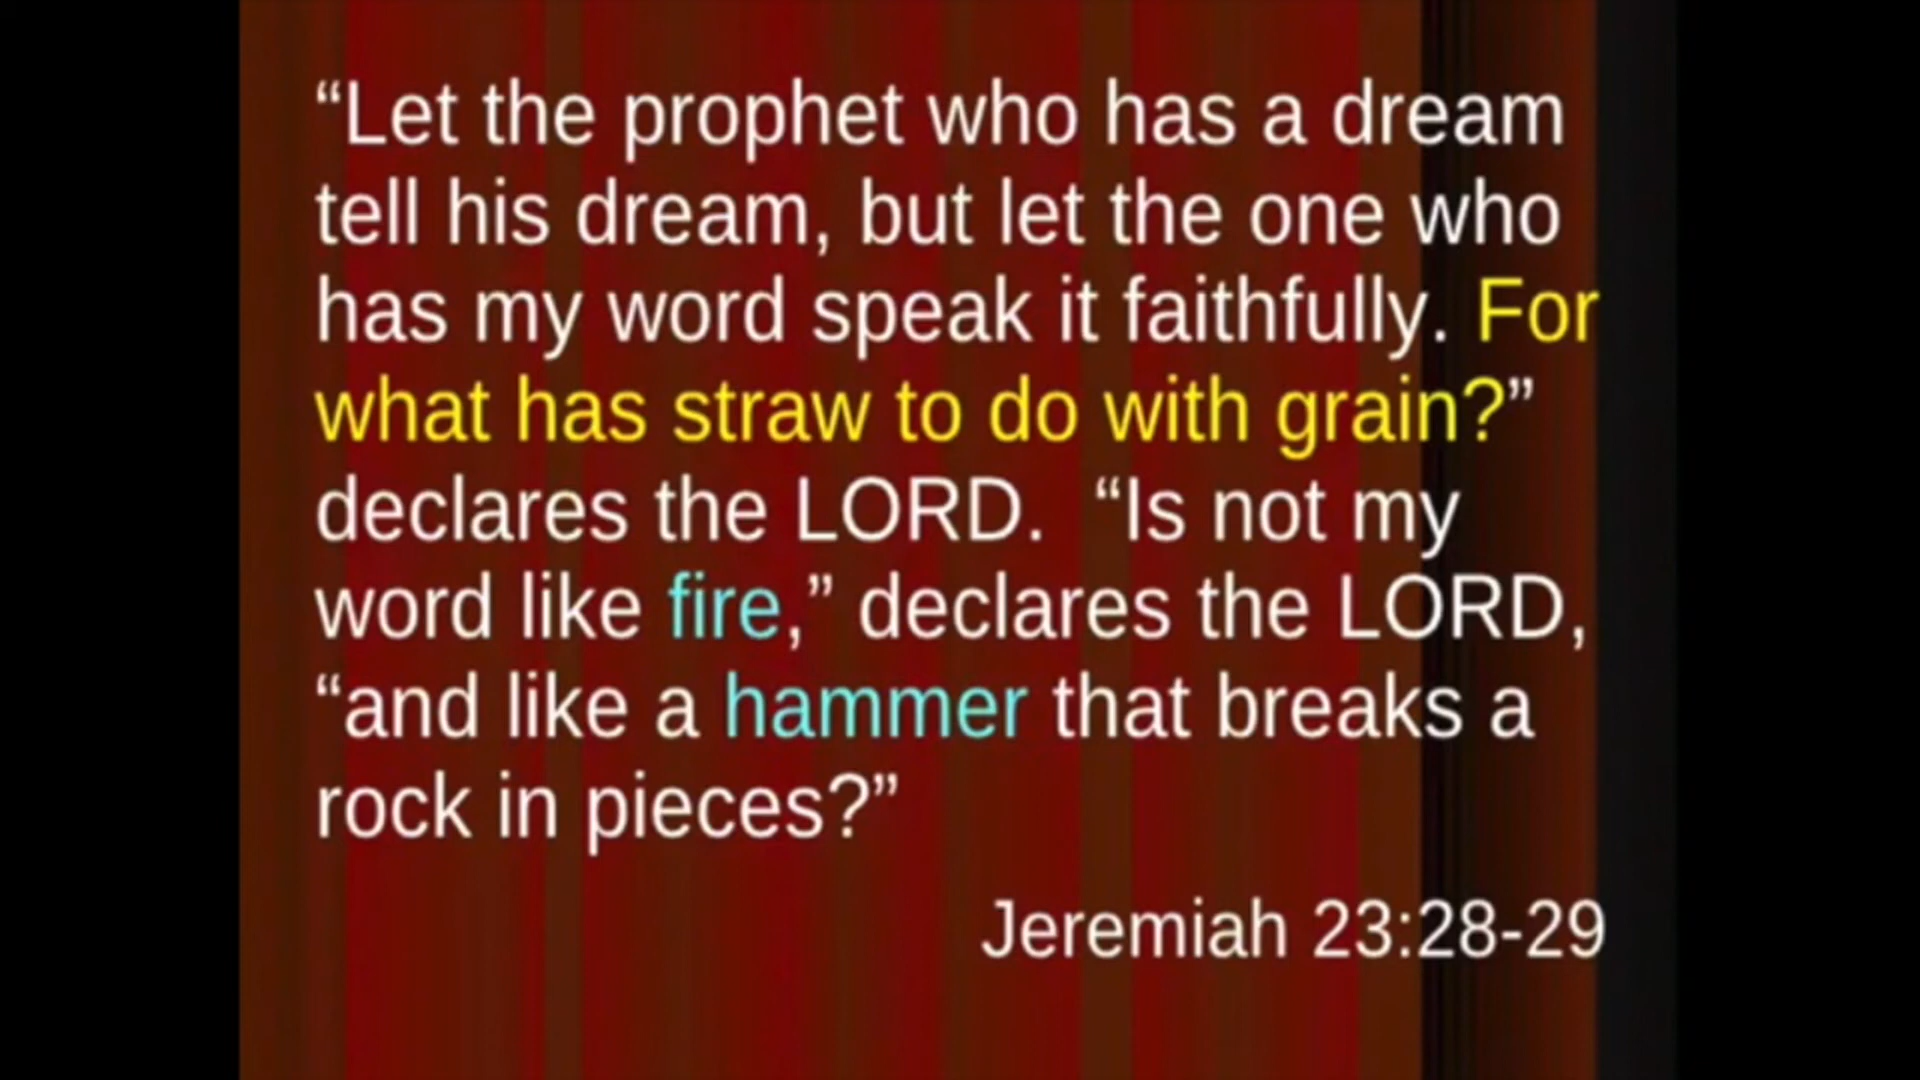 “Let the prophet who has a dream
tell his dream, but let the one who
has my word speak it faithfully. For
what has straw to do with grain?”
declares the LORD.  “Is not my
word like fire,” declares the LORD,
“and like a hammer that breaks a
rock in pieces?”
Jeremiah 23:28-29